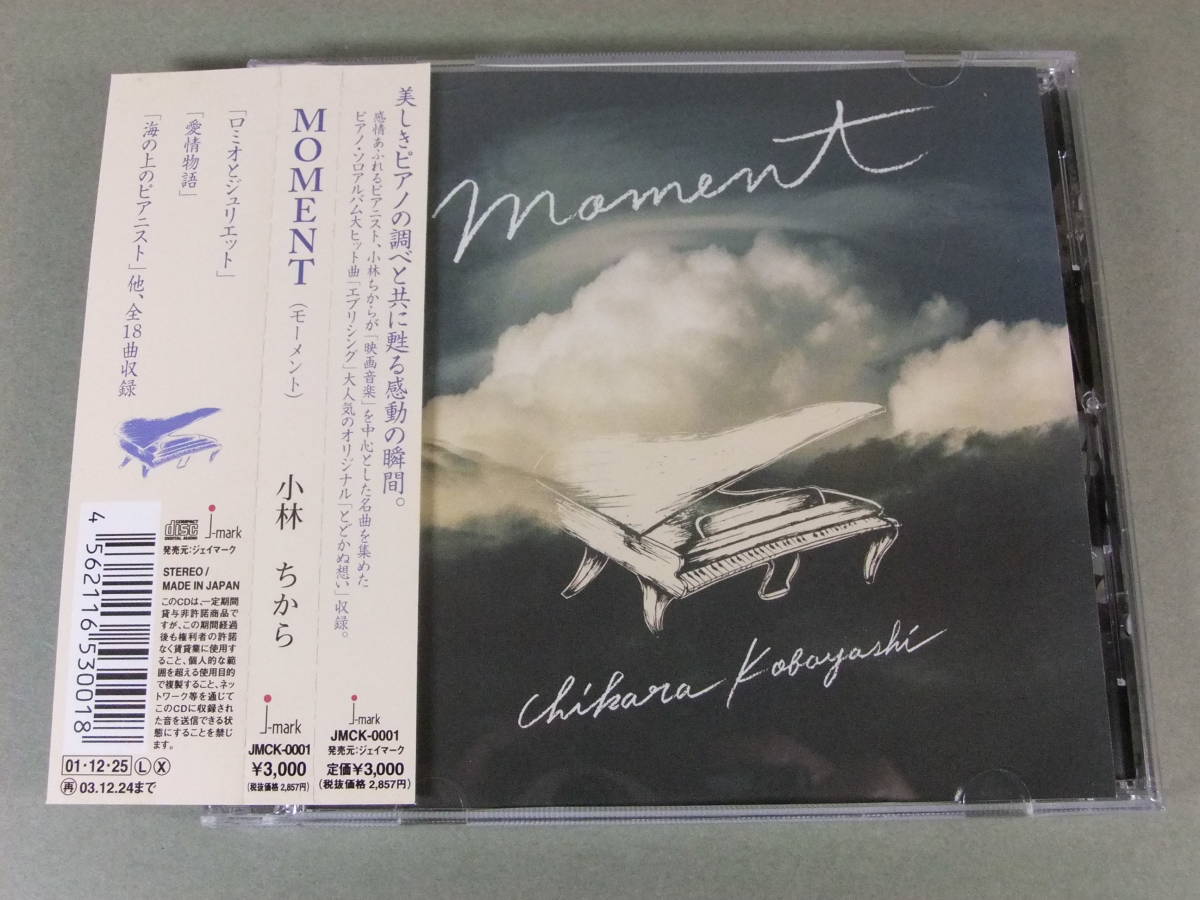 美しきピアノの調べと共に甦る感動の瞬間。
感情あふれるピアニスト、小林ちからが「映画音楽」を中心とした名曲を集めた
ピアノ・ソロアルバム大ヒット曲「エブリシング」大人気のオリジナル「とどかぬ想い」収録。
J-mark
JMCK-0001
発売元:ジェイマーク
定価¥3,000
(税抜価格 2,857円)
MOMENT
(モーメント)
小林 ちから
J-mark
JMCK-0001
¥3,000
(税抜価格 2,857円)
「ロミオとジュリエット」
「愛情物語」
「海の上のピアニスト」他、全18曲収録
4 562116 530018
COMPACT
disc
DIGITAL AUDIO
J-mark
発売元:ジェイマーク
STEREO/
MADE IN JAPAN
このCDは、一定期間
貸与非許諾商品で
すが、この期間経過
後も権利者の許諾
なく賃貸業に使用す
ること、個人的な範
囲を超える使用目的
で複製すること、ネッ
トワーク等を通じて
このCDに収録され
た音を送信できる状
態にすることを禁じ
ます。
01・12・25 Ⓛ Ⓧ
再 03.12.24まで
moment
Chikara Kobayashi